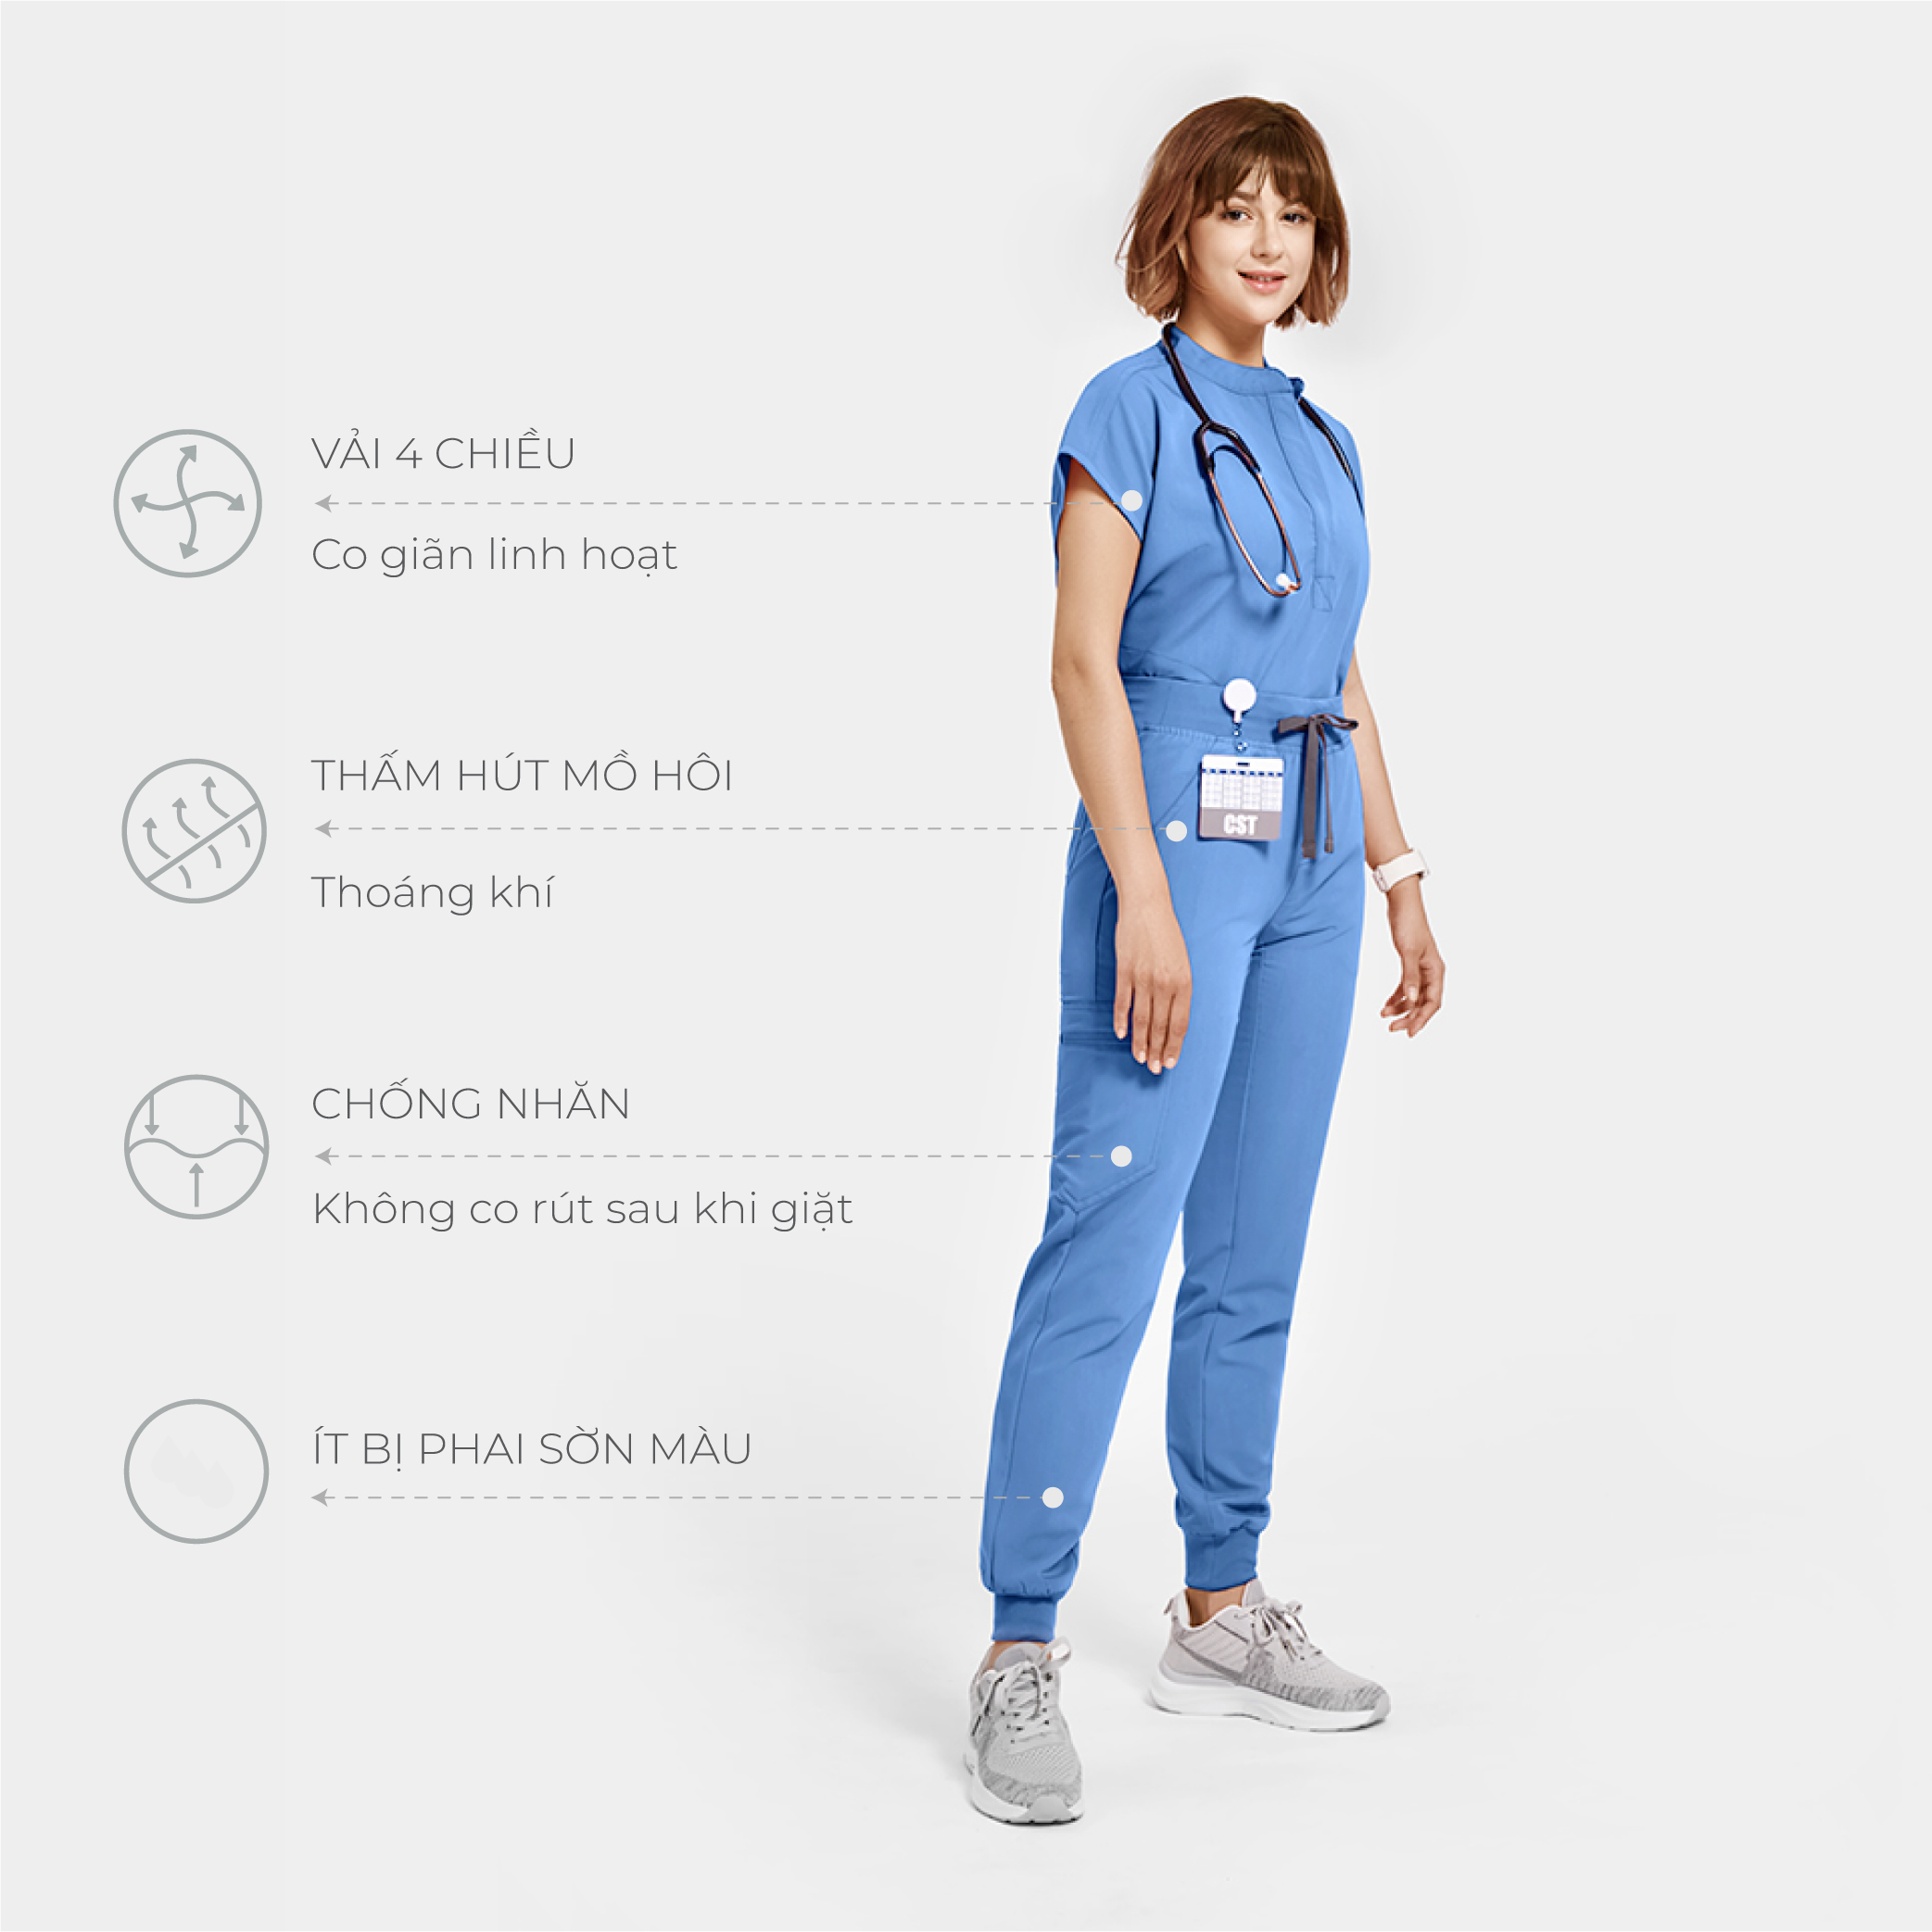 VẢI 4 CHIỀU
Co giãn linh hoạt
THẤM HÚT MỒ HÔI
Thoáng khí
CHỐNG NHĂN
Không co rút sau khi giặt
ÍT BỊ PHAI SỜN MÀU
CST